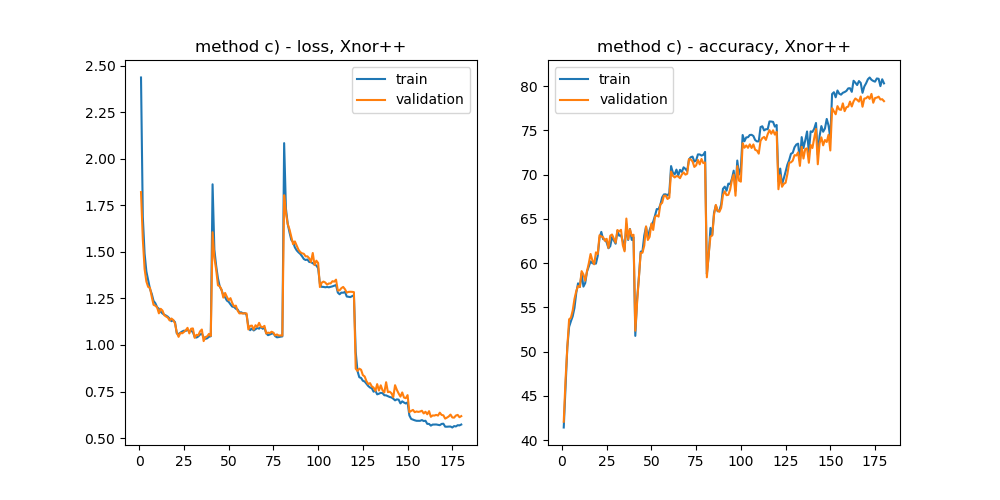 method c) - loss, Xnor++
2.50
2.25
2.00
1.75
1.50
1.25
1.00
0.75
0.50
0 25 50 75 100 125 150 175
train
validation
method c) - accuracy, Xnor++
80
75
70
65
60
55
50
45
40
0 25 50 75 100 125 150 175
train
validation